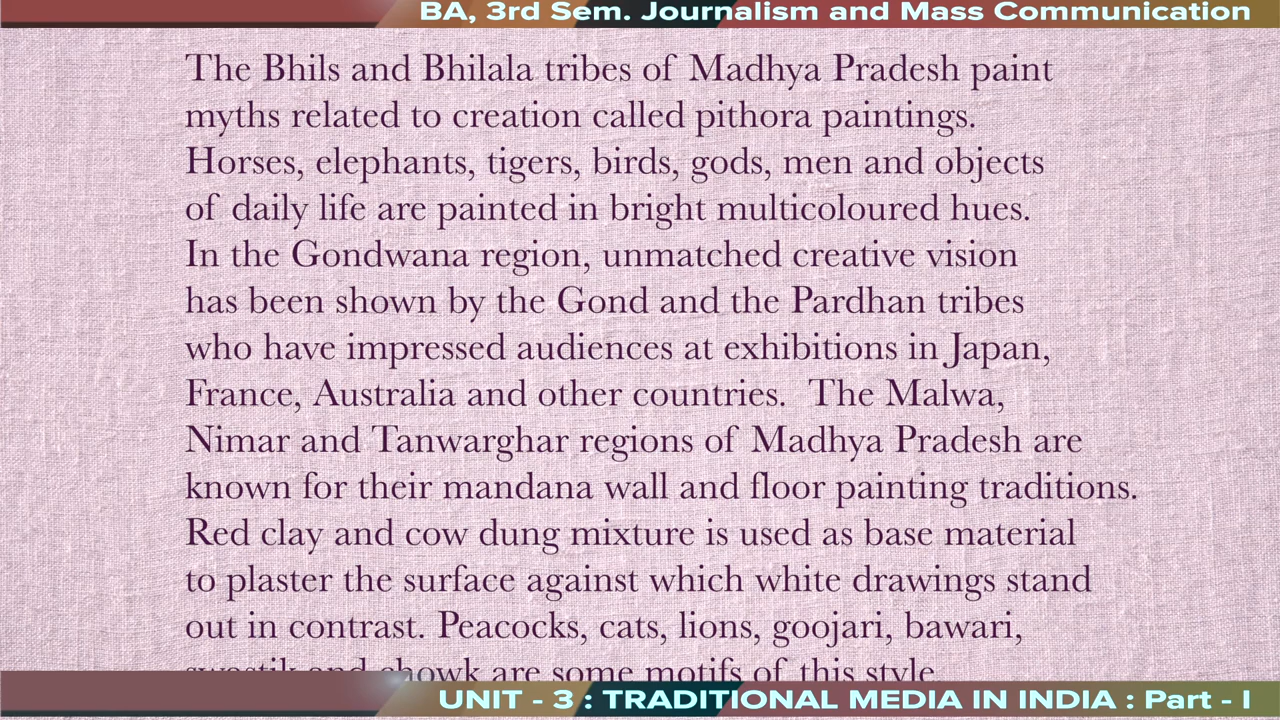 BA, 3rd Sem. Journalism and Mass Communication
The Bhils and Bhilala tribes of Madhya Pradesh paint
myths related to creation called pithora paintings.
Horses, elephants, tigers, birds, gods, men and objects
of daily life are painted in bright multicoloured hues.
In the Gondwana region, unmatched creative vision
has been shown by the Gond and the Pardhan tribes
who have impressed audiences at exhibitions in Japan,
France, Australia and other countries. The Malwa,
Nimar and Tanwarghar regions of Madhya Pradesh are
known for their mandana wall and floor painting traditions.
Red clay and cow dung mixture is used as base material
to plaster the surface against which white drawings stand
out in contrast. Peacocks, cats, lions, goojari, bawari,
swastik and chowk are some motifs of this style
UNIT - 3 : TRADITIONAL MEDIA IN INDIA : Part - I